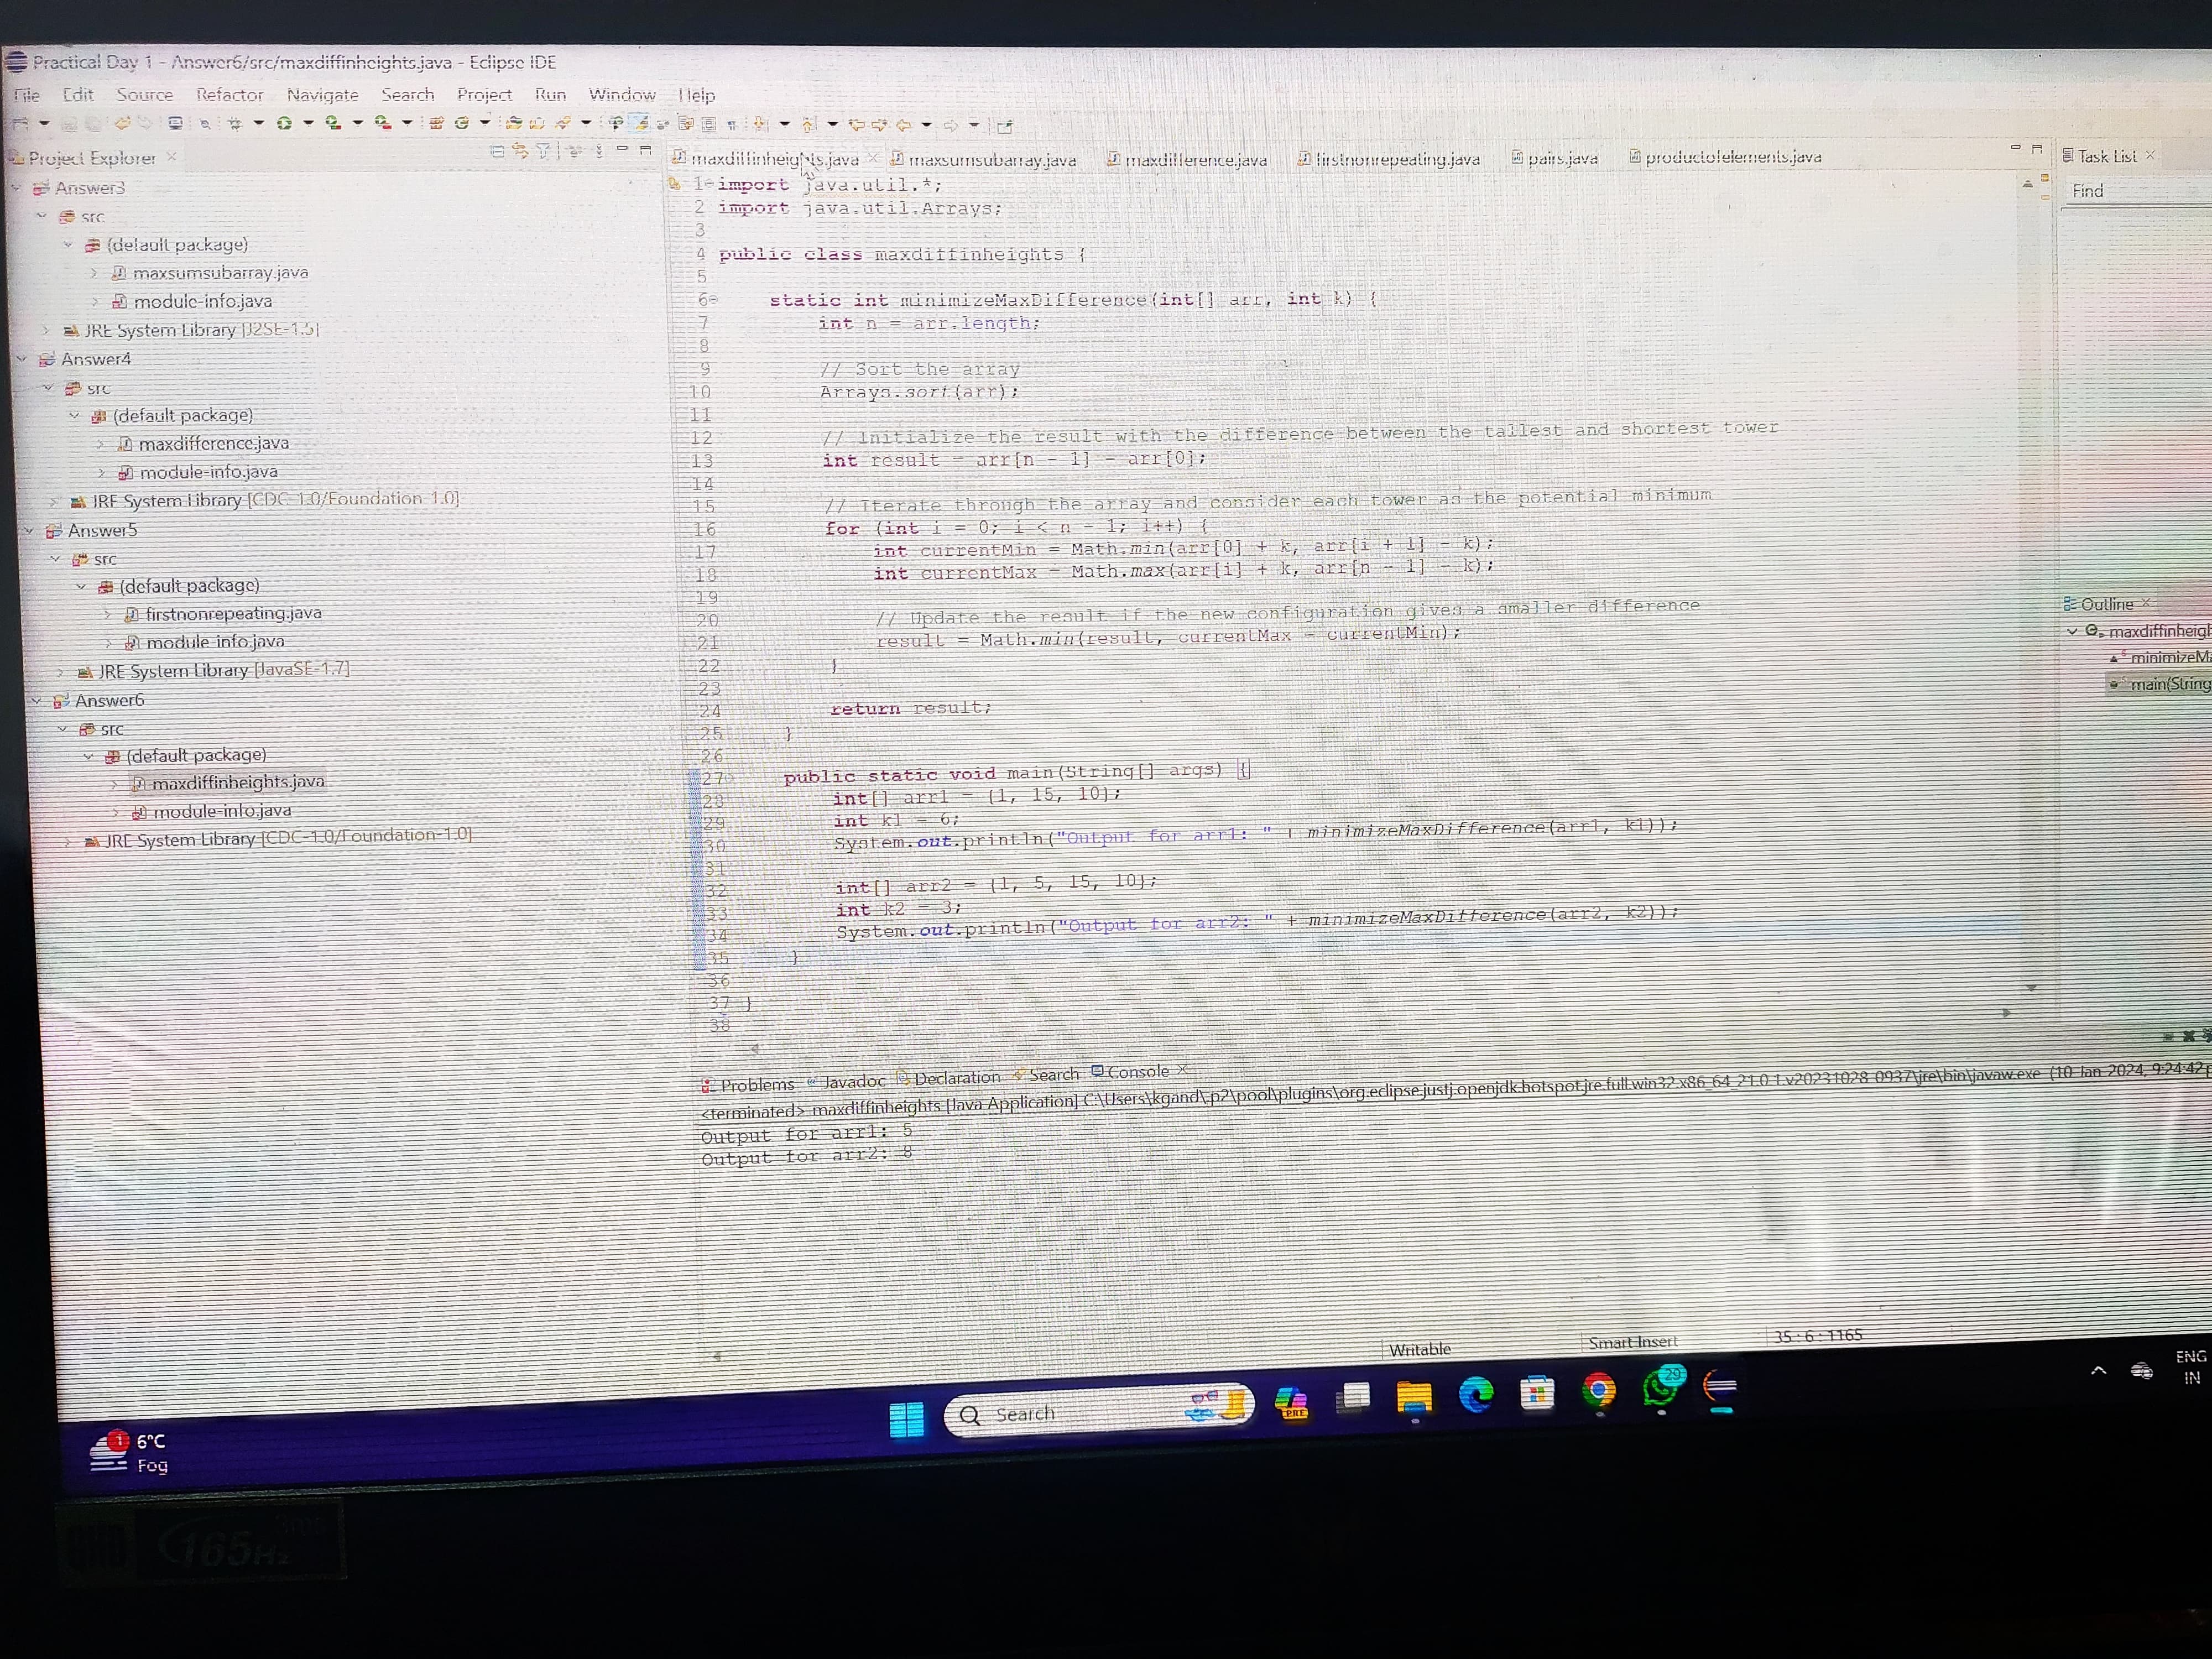 Practical Day 1 - Answer6/src/maxdiffinheights.java - Eclipse IDE
File Edit Source Refactor Navigate Search Project Run Window Help
Project Explorer
Answer3
src
(default package)
maxsumsubarray.java
module-info.java
JRE System Library [J2SE-1.5]
Answer4
src
(default package)
maxdifference.java
module-info.java
JRE System Library [CDC-1.0/Foundation-1.0]
Answer5
src
(default package)
firstnonrepeating.java
module-info.java
JRE System Library [JavaSE-1.7]
Answer6
src
(default package)
maxdiffinheights.java
module-info.java
JRE System Library [CDC-1.0/Foundation-1.0]
maxdiffinheights.java maxsumsubarray.java maxdifference.java firstnonrepeating.java pairs.java productofelements.java
1 import java.util.*;
2 import java.util.Arrays;
3
4 public class maxdiffinheights {
5
6 static int minimizeMaxDifference(int[] arr, int k) {
7 int n = arr.length;
8
9 // Sort the array
10 Arrays.sort(arr);
11
12 // Initialize the result with the difference between the tallest and shortest tower
13 int result = arr[n - 1] - arr[0];
14
15 // Iterate through the array and consider each tower as the potential minimum
16 for (int i = 0; i < n - 1; i++) {
17 int currentMin = Math.min(arr[0] + k, arr[i + 1] - k);
18 int currentMax = Math.max(arr[i] + k, arr[n - 1] - k);
19
20 // Update the result if the new configuration gives a smaller difference
21 result = Math.min(result, currentMax - currentMin);
22 }
23
24 return result;
25 }
26
27 public static void main(String[] args) {
28 int[] arr1 = {1, 15, 10};
29 int k1 = 6;
30 System.out.println("Output for arr1: " + minimizeMaxDifference(arr1, k1));
31
32 int[] arr2 = {1, 5, 15, 10};
33 int k2 = 3;
34 System.out.println("Output for arr2: " + minimizeMaxDifference(arr2, k2));
35 }
36
37 }
38
Task List
Find
Outline
maxdiffinheigh
minimizeMa
main(String
Problems Javadoc Declaration Search Console
<terminated> maxdiffinheights [Java Application] C:\Users\kgand\.p2\pool\plugins\org.eclipse.justj.openjdk.hotspot.jre.full.win32.x86_64_21.0.1.v20231028-0937\jre\bin\javaw.exe (10 Jan 2024, 9:24:42
Output for arr1: 5
Output for arr2: 8
Writable Smart Insert 35 : 6 : 1165
Search
PRE
29
ENG
IN
1
6°C
Fog
165Hz